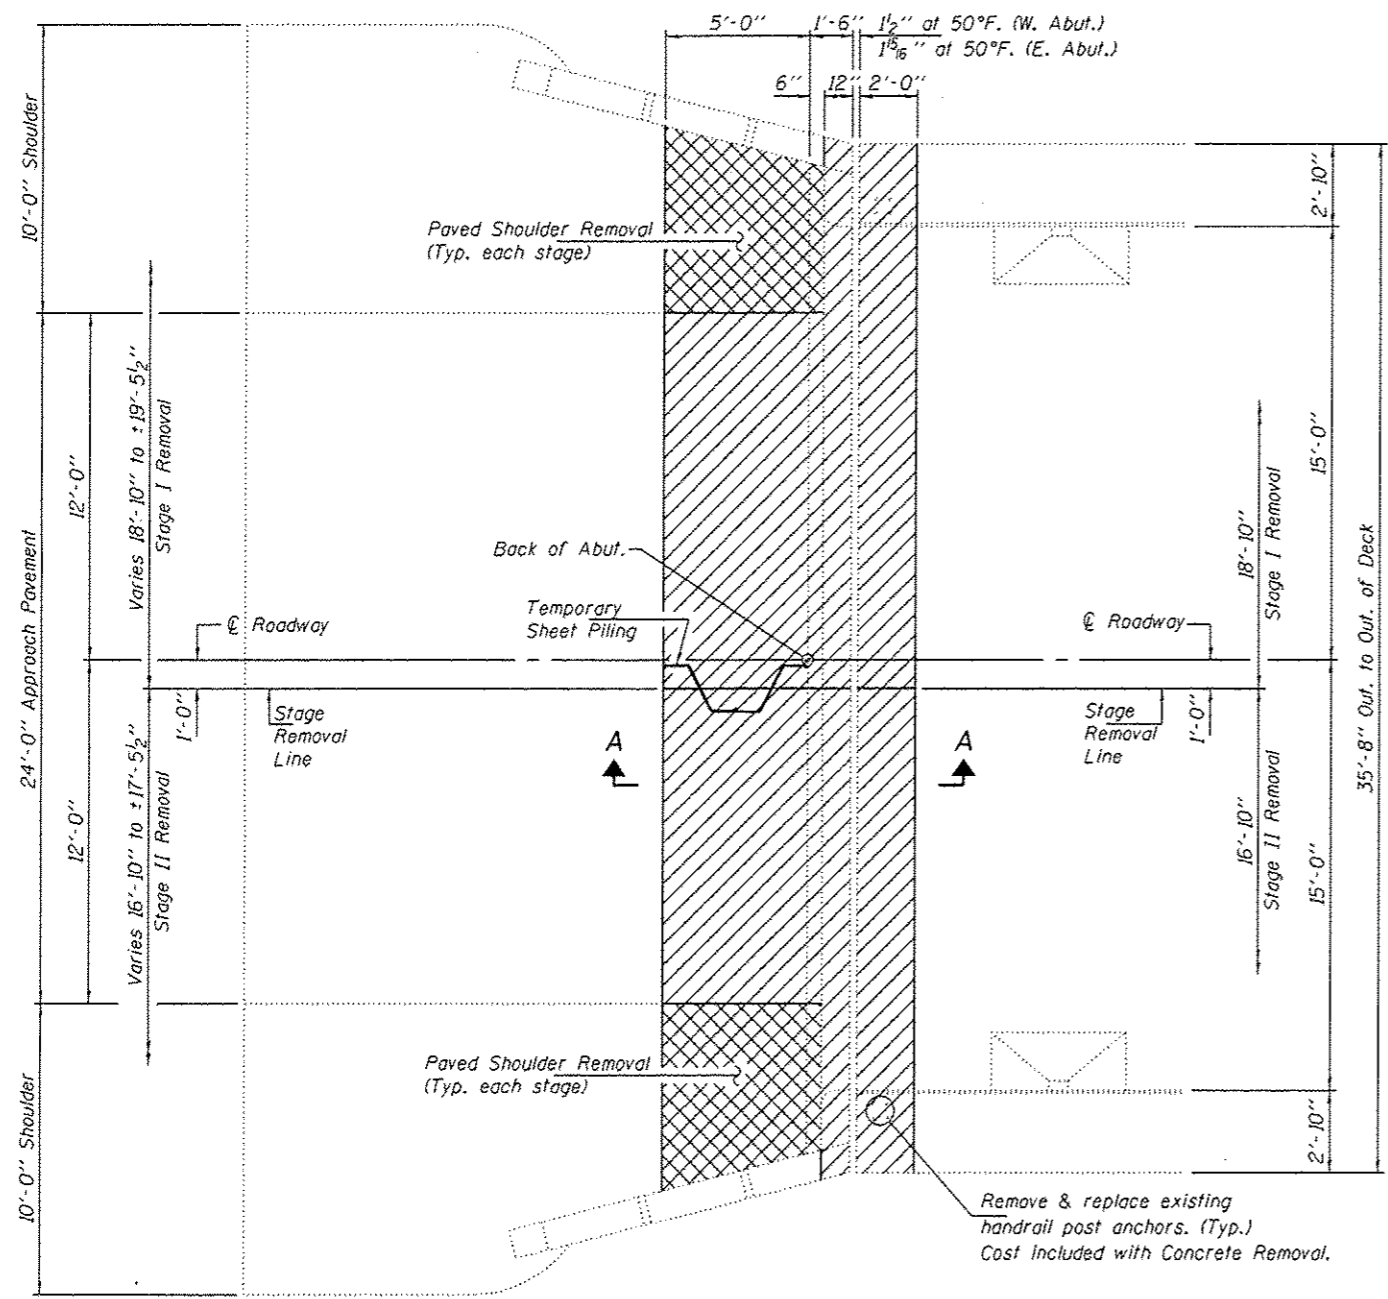 5'-0"
1'-6"
1½" at 50°F. (W. Abut.)
1 15/16" at 50°F. (E. Abut.)
6"
12"
2'-0"
10'-0" Shoulder
2'-10"
Paved Shoulder Removal
(Typ. each stage)
Varies 18'-10" to ±19'-5½"
Stage I Removal
12'-0"
15'-0"
18'-10"
Stage I Removal
24'-0" Approach Pavement
35'-8" Out. to Out. of Deck
Back of Abut.
Temporary
Sheet Piling
℄ Roadway
℄ Roadway
1'-0"
Stage
Removal
Line
Stage
Removal
Line
1'-0"
A
A
12'-0"
Varies 16'-10" to ±17'-5½"
Stage II Removal
16'-10"
Stage II Removal
15'-0"
Paved Shoulder Removal
(Typ. each stage)
10'-0" Shoulder
2'-10"
Remove & replace existing
handrail post anchors. (Typ.)
Cost included with Concrete Removal.